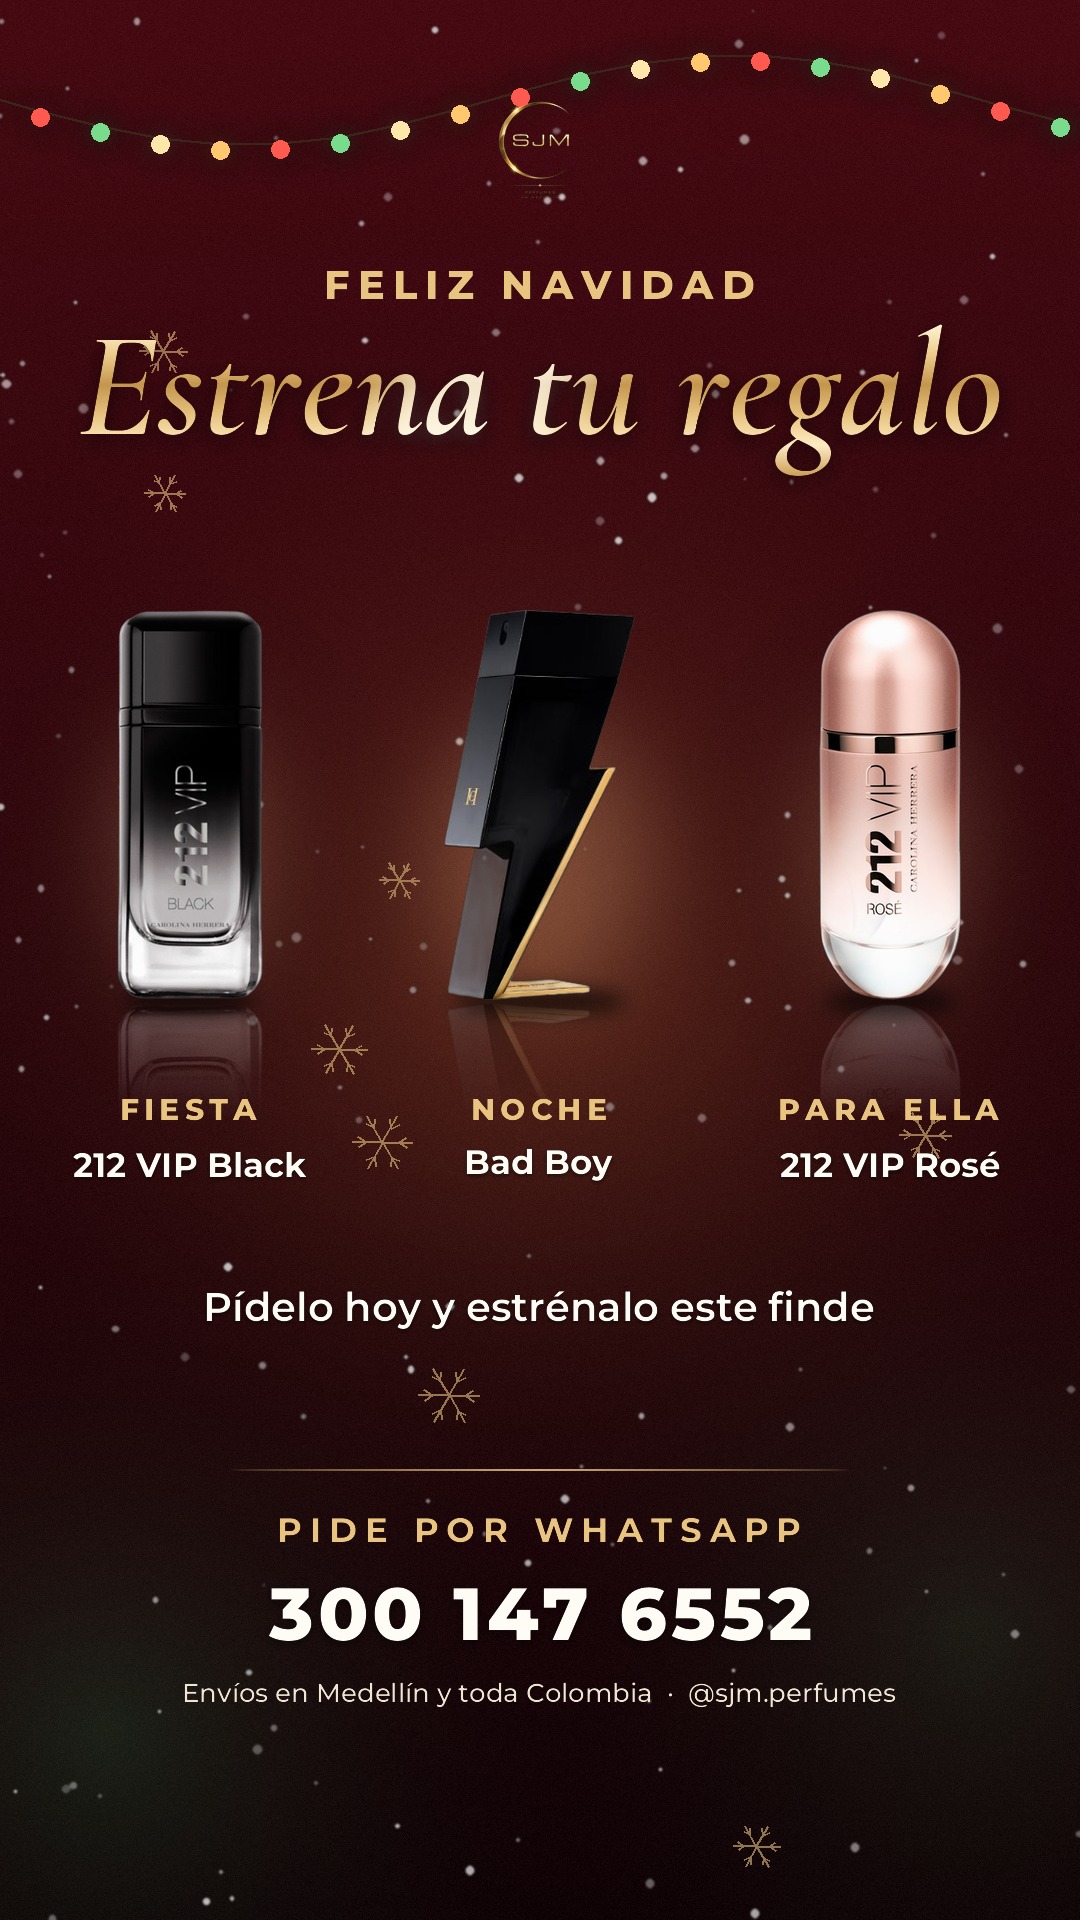 SJM
FELIZ NAVIDAD
Estrena tu regalo
212 VIP
BLACK
CAROLINA HERRERA
212 VIP
CAROLINA HERRERA
ROSÉ
FIESTA
212 VIP Black
NOCHE
Bad Boy
PARA ELLA
212 VIP Rosé
Pídelo hoy y estrénalo este finde
PIDE POR WHATSAPP
300 147 6552
Envíos en Medellín y toda Colombia · @sjm.perfumes